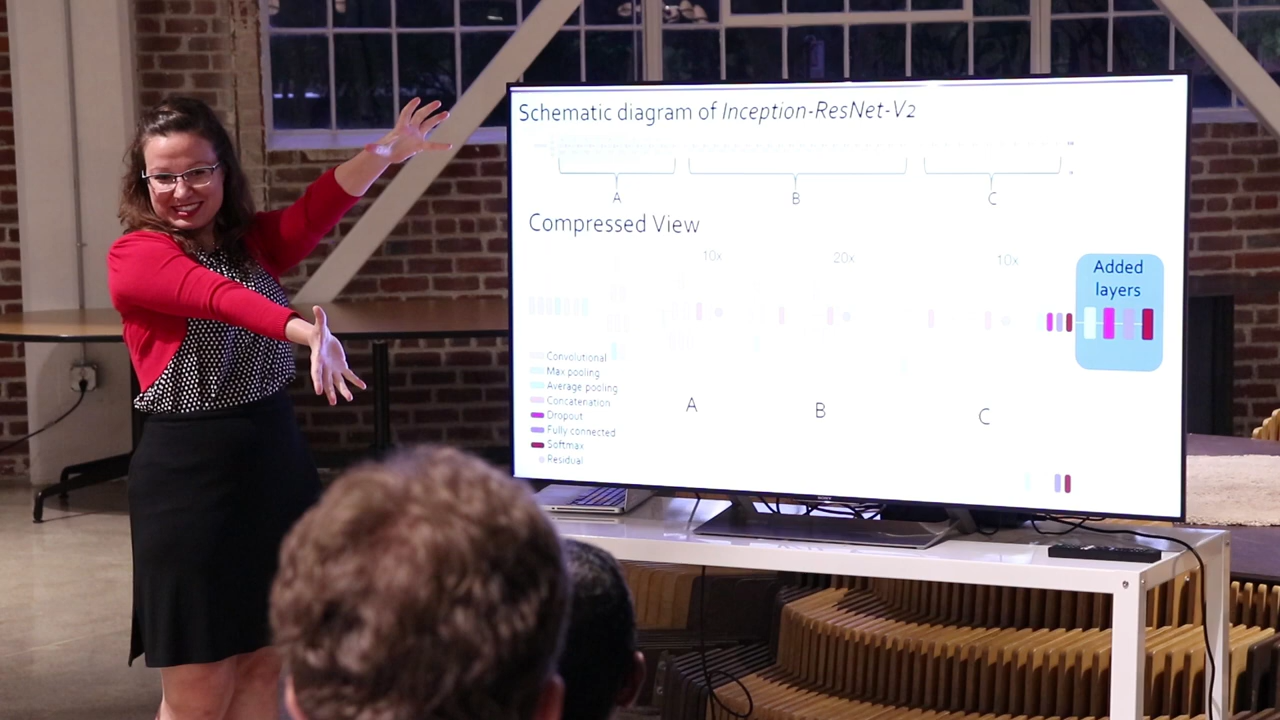 Schematic diagram of Inception-ResNet-V2
A
B
C
Compressed View
10x
20x
10x
Added
layers
Convolutional
Max pooling
Average pooling
Concatenation
Dropout
Fully connected
Softmax
Residual
A
B
C
SONY